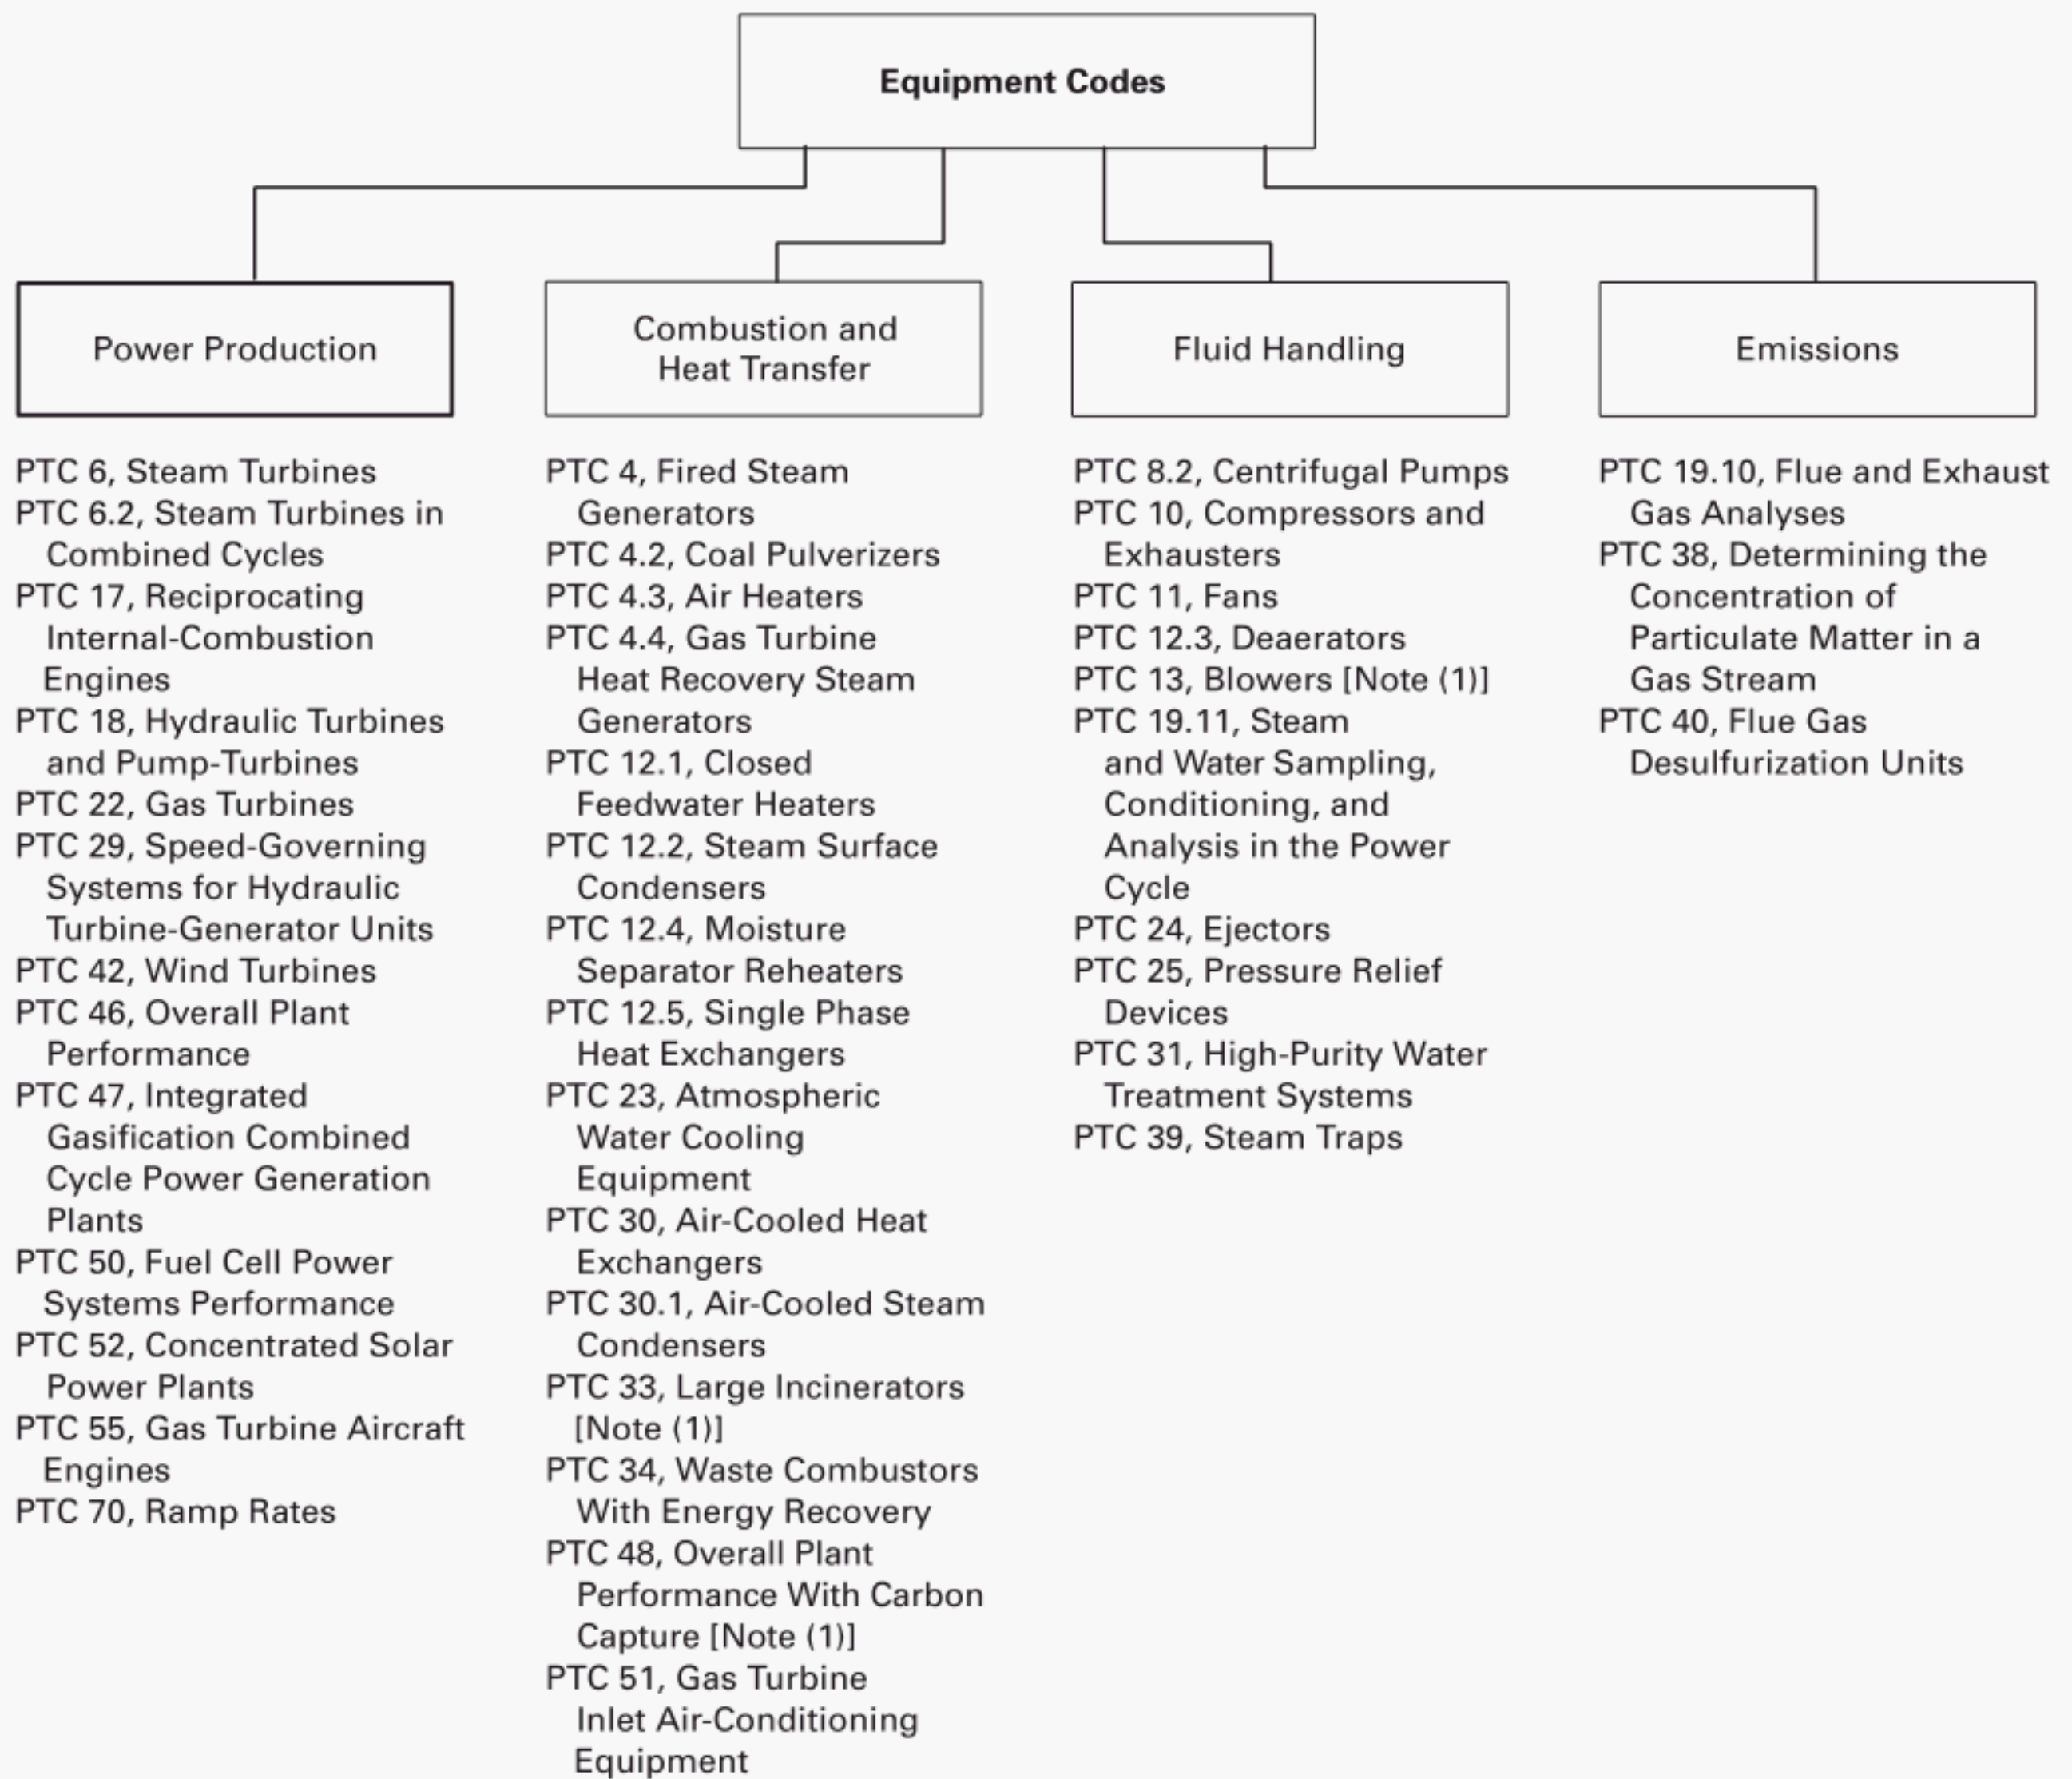 Equipment Codes
Power Production
Combustion and
Heat Transfer
Fluid Handling
Emissions
PTC 6, Steam Turbines
PTC 6.2, Steam Turbines in
Combined Cycles
PTC 17, Reciprocating
Internal-Combustion
Engines
PTC 18, Hydraulic Turbines
and Pump-Turbines
PTC 22, Gas Turbines
PTC 29, Speed-Governing
Systems for Hydraulic
Turbine-Generator Units
PTC 42, Wind Turbines
PTC 46, Overall Plant
Performance
PTC 47, Integrated
Gasification Combined
Cycle Power Generation
Plants
PTC 50, Fuel Cell Power
Systems Performance
PTC 52, Concentrated Solar
Power Plants
PTC 55, Gas Turbine Aircraft
Engines
PTC 70, Ramp Rates
PTC 4, Fired Steam
Generators
PTC 4.2, Coal Pulverizers
PTC 4.3, Air Heaters
PTC 4.4, Gas Turbine
Heat Recovery Steam
Generators
PTC 12.1, Closed
Feedwater Heaters
PTC 12.2, Steam Surface
Condensers
PTC 12.4, Moisture
Separator Reheaters
PTC 12.5, Single Phase
Heat Exchangers
PTC 23, Atmospheric
Water Cooling
Equipment
PTC 30, Air-Cooled Heat
Exchangers
PTC 30.1, Air-Cooled Steam
Condensers
PTC 33, Large Incinerators
[Note (1)]
PTC 34, Waste Combustors
With Energy Recovery
PTC 48, Overall Plant
Performance With Carbon
Capture [Note (1)]
PTC 51, Gas Turbine
Inlet Air-Conditioning
Equipment
PTC 8.2, Centrifugal Pumps
PTC 10, Compressors and
Exhausters
PTC 11, Fans
PTC 12.3, Deaerators
PTC 13, Blowers [Note (1)]
PTC 19.11, Steam
and Water Sampling,
Conditioning, and
Analysis in the Power
Cycle
PTC 24, Ejectors
PTC 25, Pressure Relief
Devices
PTC 31, High-Purity Water
Treatment Systems
PTC 39, Steam Traps
PTC 19.10, Flue and Exhaust
Gas Analyses
PTC 38, Determining the
Concentration of
Particulate Matter in a
Gas Stream
PTC 40, Flue Gas
Desulfurization Units